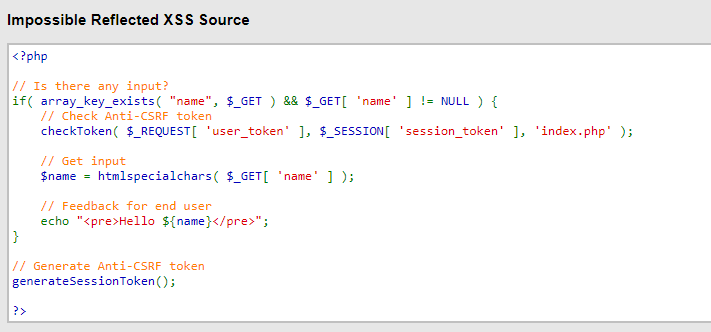 Impossible Reflected XSS Source
<?php
// Is there any input?
if( array_key_exists( "name", $_GET ) && $_GET[ 'name' ] != NULL ) {
    // Check Anti-CSRF token
    checkToken( $_REQUEST[ 'user_token' ], $_SESSION[ 'session_token' ], 'index.php' );
    // Get input
    $name = htmlspecialchars( $_GET[ 'name' ] );
    // Feedback for end user
    echo "<pre>Hello ${name}</pre>";
}
// Generate Anti-CSRF token
generateSessionToken();
?>